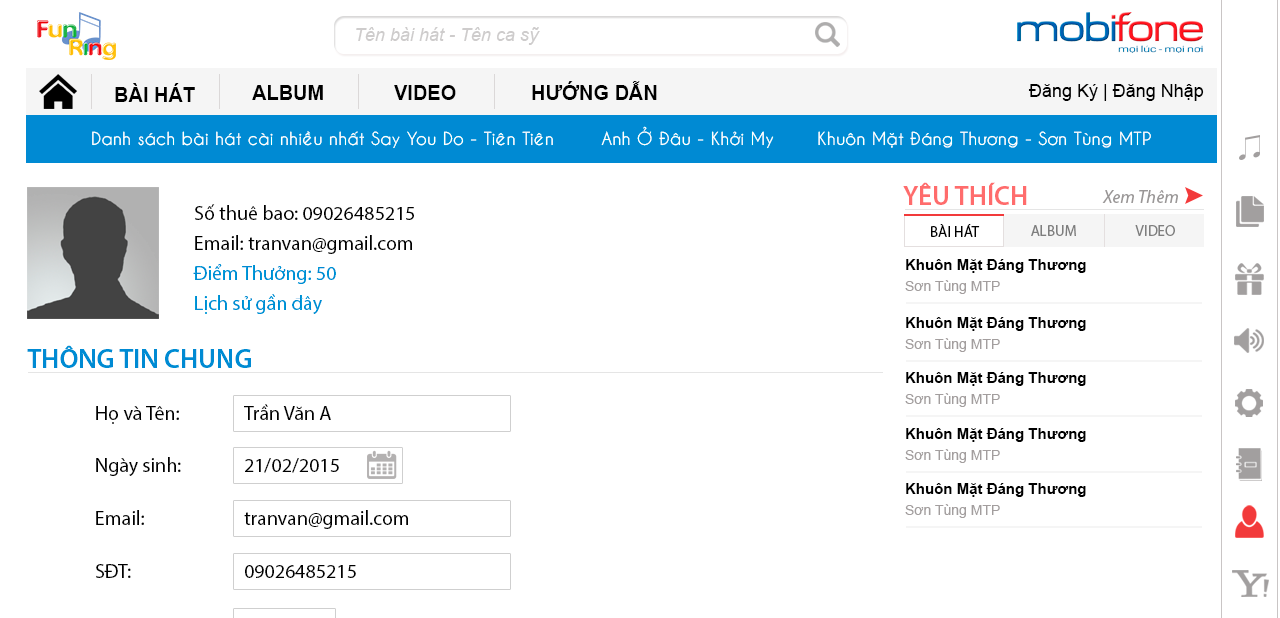 Fun
Ring
Tên bài hát - Tên ca sỹ
mobifone
mọi lúc - mọi nơi
BÀI HÁT ALBUM VIDEO HƯỚNG DẪN Đăng Ký | Đăng Nhập
Danh sách bài hát cài nhiều nhất Say You Do - Tiên Tiên Anh Ở Đâu - Khởi My Khuôn Mặt Đáng Thương - Sơn Tùng MTP
Số thuê bao: 09026485215
Email: tranvan@gmail.com
Điểm Thưởng: 50
Lịch sử gần dây
THÔNG TIN CHUNG
Họ và Tên: Trần Văn A
Ngày sinh: 21/02/2015
Email: tranvan@gmail.com
SĐT: 09026485215
YÊU THÍCH Xem Thêm
BÀI HÁT ALBUM VIDEO
Khuôn Mặt Đáng Thương
Sơn Tùng MTP
Khuôn Mặt Đáng Thương
Sơn Tùng MTP
Khuôn Mặt Đáng Thương
Sơn Tùng MTP
Khuôn Mặt Đáng Thương
Sơn Tùng MTP
Khuôn Mặt Đáng Thương
Sơn Tùng MTP
Y!